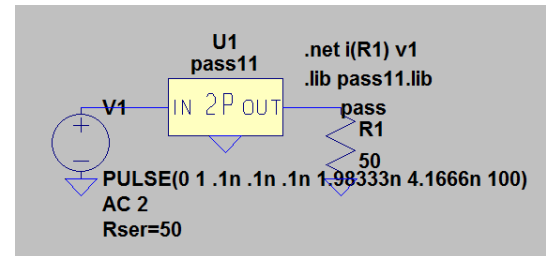 U1
pass11
.net i(R1) v1
.lib pass11.lib
V1
IN 2P OUT
pass
R1
50
PULSE(0 1 .1n .1n .1n 1.98333n 4.1666n 100)
AC 2
Rser=50